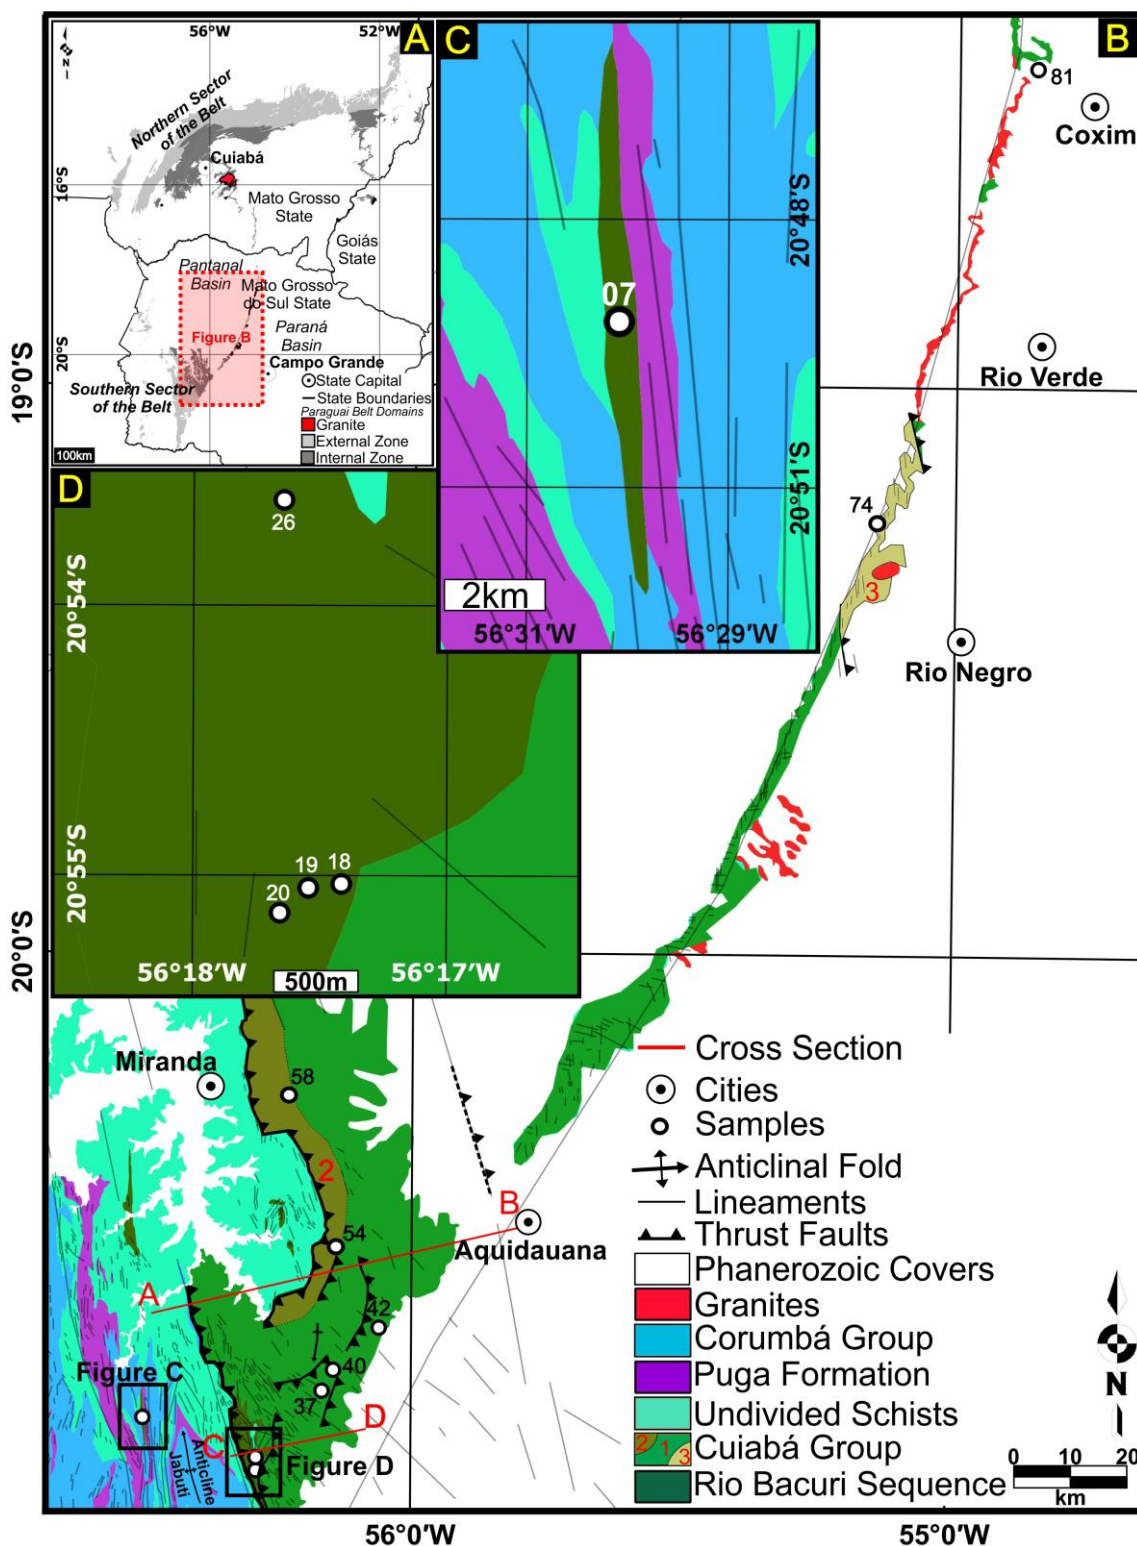 A
56°W
52°W
N
Northern Sector
of the Belt
Cuiabá
16°S
Mato Grosso
State
Goiás
State
Pantanal
Basin
Mato Grosso
do Sul State
Figure B
Paraná
Basin
20°S
Campo Grande
Southern Sector
of the Belt
State Capital
State Boundaries
Paraguai Belt Domains
Granite
External Zone
Internal Zone
100km
C
20°48'S
07
20°51'S
2km
56°31'W
56°29'W
B
81
Coxim
Rio Verde
19°0'S
74
3
Rio Negro
D
26
20°54'S
20°55'S
19
18
20
56°18'W
500m
56°17'W
20°0'S
Miranda
58
2
54
B
Aquidauana
A
42
40
37
Figure C
D
C
Figure D
Anticline
Jabuti
Cross Section
Cities
Samples
Anticlinal Fold
Lineaments
Thrust Faults
Phanerozoic Covers
Granites
Corumbá Group
Puga Formation
Undivided Schists
2 1 3 Cuiabá Group
Rio Bacuri Sequence
N
0 10 20
km
56°0'W
55°0'W